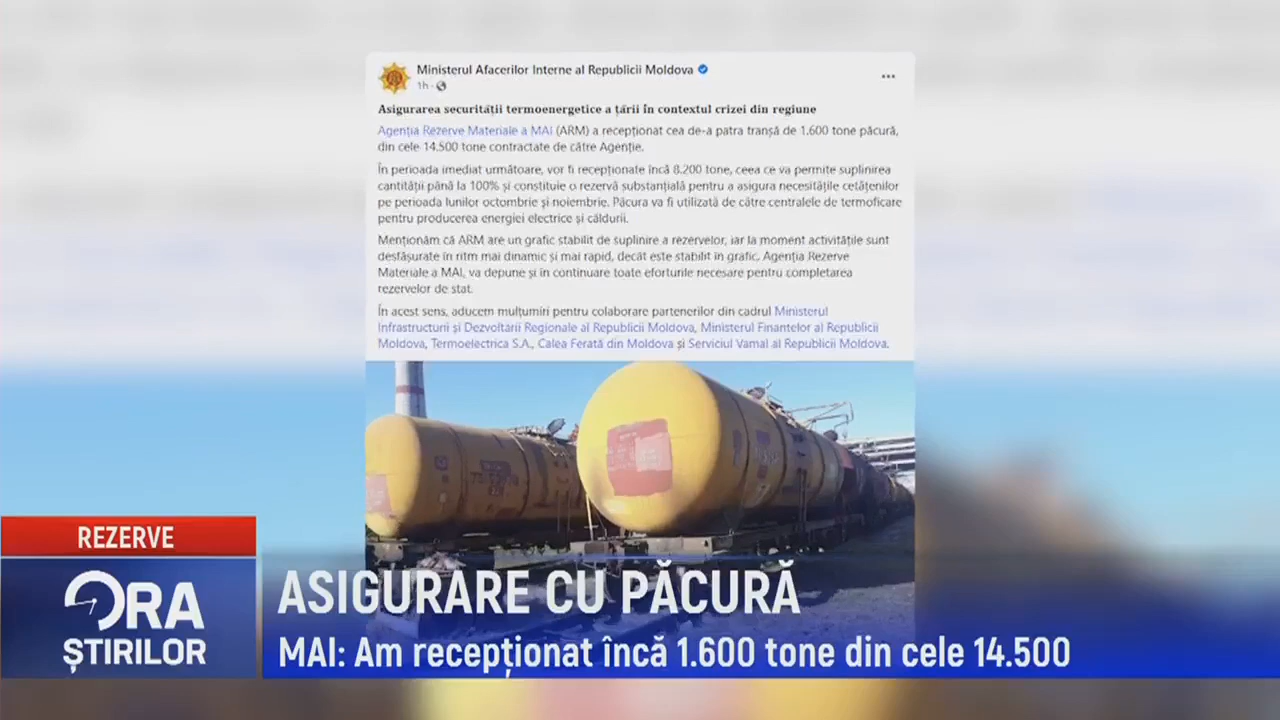 Ministerul Afacerilor Interne al Republicii Moldova
1h ·
Asigurarea securității termoenergetice a țării în contextul crizei din regiune
Agenția Rezerve Materiale a MAI (ARM) a recepționat cea de-a patra tranșă de 1.600 tone păcură,
din cele 14.500 tone contractate de către Agenție.
În perioada imediat următoare, vor fi recepționate încă 8.200 tone, ceea ce va permite suplinirea
cantității până la 100% și constituie o rezervă substanțială pentru a asigura necesitățile cetățenilor
pe perioada lunilor octombrie și noiembrie. Păcura va fi utilizată de către centralele de termoficare
pentru producerea energiei electrice și căldurii.
Menționăm că ARM are un grafic stabilit de suplinire a rezervelor, iar la moment activitățile sunt
desfășurate în ritm mai dinamic și mai rapid, decât este stabilit în grafic. Agenția Rezerve
Materiale a MAI, va depune și în continuare toate eforturile necesare pentru completarea
rezervelor de stat.
În acest sens, aducem mulțumiri pentru colaborare partenerilor din cadrul Ministerul
Infrastructurii și Dezvoltării Regionale al Republicii Moldova, Ministerul Finantelor al Republicii
Moldova, Termoelectrica S.A., Calea Ferată din Moldova și Serviciul Vamal al Republicii Moldova.
REZERVE
ORA
ȘTIRILOR
ASIGURARE CU PĂCURĂ
MAI: Am recepționat încă 1.600 tone din cele 14.500